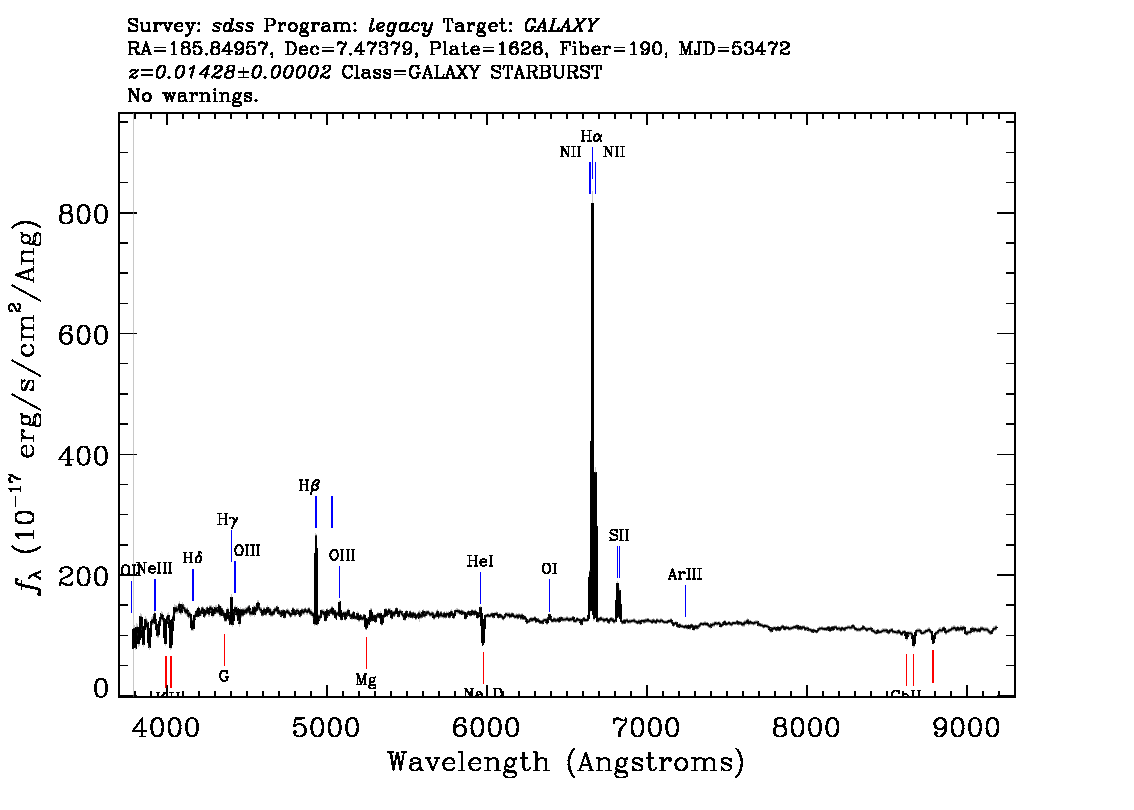 Survey: sdss Program: legacy Target: GALAXY
RA=185.84957, Dec=7.47379, Plate=1626, Fiber=190, MJD=53472
z=0.01428±0.00002 Class=GALAXY STARBURST
No warnings.
Hα
NII NII
800
600
400
200
0
fλ (10⁻¹⁷ erg/s/cm²/Ang)
Hβ
Hγ
SII
OIII
Hδ
OIII
HeI
NeIII
OI
ArIII
G
Mg
Na D
4000 5000 6000 7000 8000 9000
Wavelength (Angstroms)